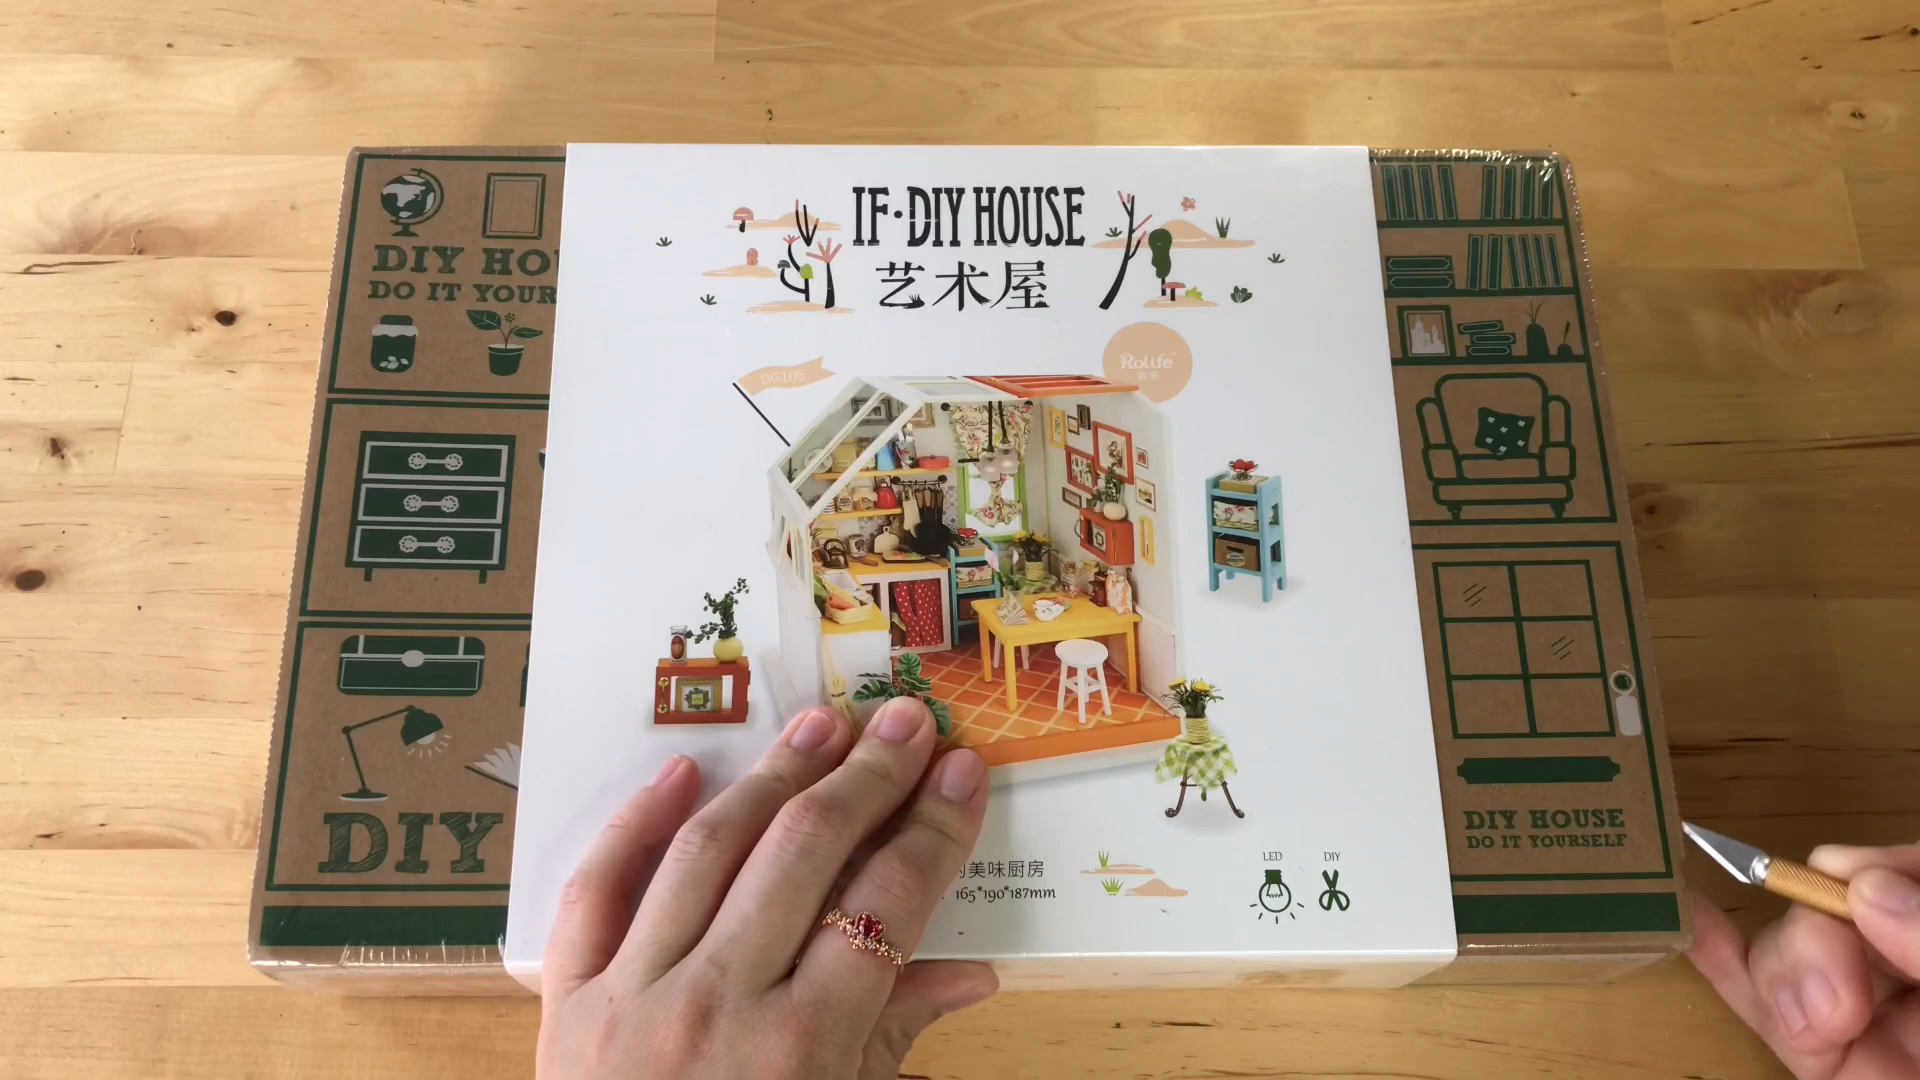 IF·DIY HOUSE
艺术屋
DIY HO
DO IT YOUR
DG105
Rolife
DIY
DIY HOUSE
DO IT YOURSELF
美味厨房
165*190*187mm
LED
DIY